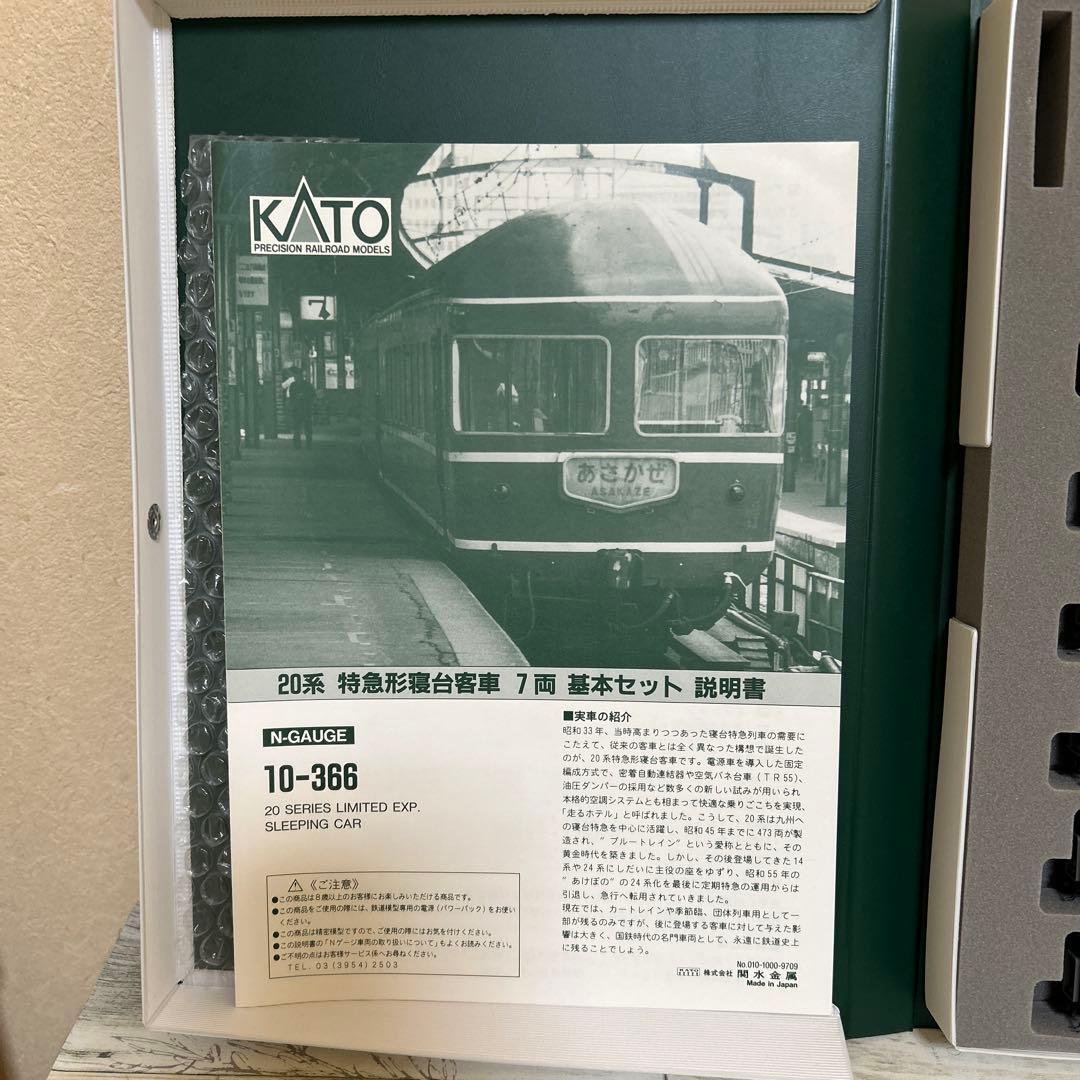 KATO
PRECISION RAILROAD MODELS
7
あさかぜ
ASAKAZE
20系 特急形寝台客車 7両 基本セット 説明書
N-GAUGE
10-366
20 SERIES LIMITED EXP.
SLEEPING CAR
⚠《ご注意》
●この商品は8歳以上のお客様にお楽しみいただける商品です。
●この商品をご使用の際には、鉄道模型専用の電源(パワーパック)をお使い
ください。
●この商品は精密模型ですので、ご使用の際にはお気を付けください。
●この説明書の「Nゲージ車両の取り扱いについて」もよくお読みください。
●ご不明の点はお客様サービス係へお尋ねください。
TEL. 03 (3954) 2503
■実車の紹介
昭和33年、当時高まりつつあった寝台特急列車の需要に
こたえて、従来の客車とは全く異なった構想で誕生した
のが、20系特急形寝台客車です。電源車を導入した固定
編成方式で、密着自動連結器や空気バネ台車(TR55)、
油圧ダンパーの採用など数多くの新しい試みが用いられ
本格的空調システムとも相まって快適な乗りごこちを実現、
「走るホテル」と呼ばれました。こうして、20系は九州へ
の寝台特急を中心に活躍し、昭和45年までに473両が製
造され、"ブルートレイン"という愛称とともに、その
黄金時代を築きました。しかし、その後登場してきた14
系や24系にしだいに主役の座をゆずり、昭和55年の
"あけぼの"の24系化を最後に定期特急の運用からは
引退し、急行へ転用されていきました。
現在では、カートレインや季節臨、団体列車用として一
部が残るのみですが、後に登場する客車に対して与えた影
響は大きく、国鉄時代の名門車両として、永遠に鉄道史上
に残ることでしょう。
No.010-1000-9709
KATO 株式会社 関水金属
Made in Japan